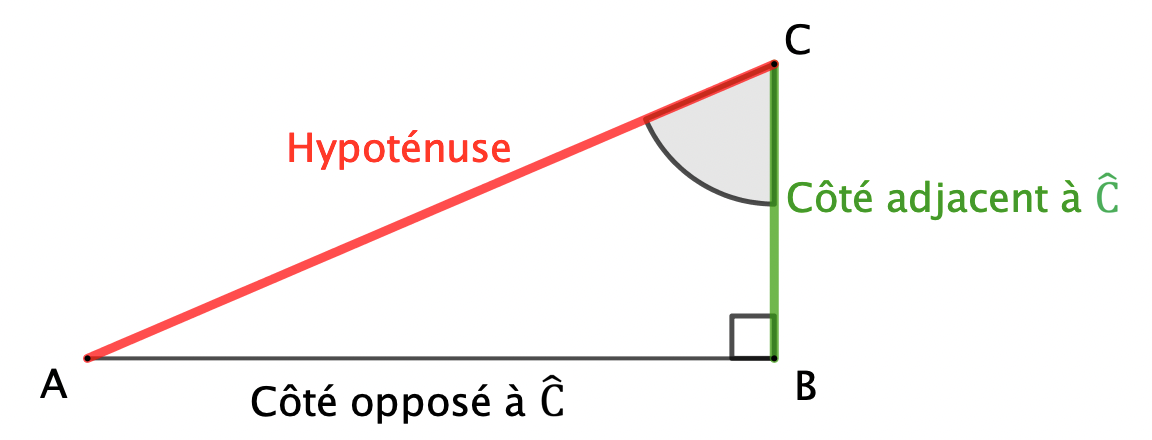 C
Hypoténuse
Côté adjacent à Ĉ
A
B
Côté opposé à Ĉ